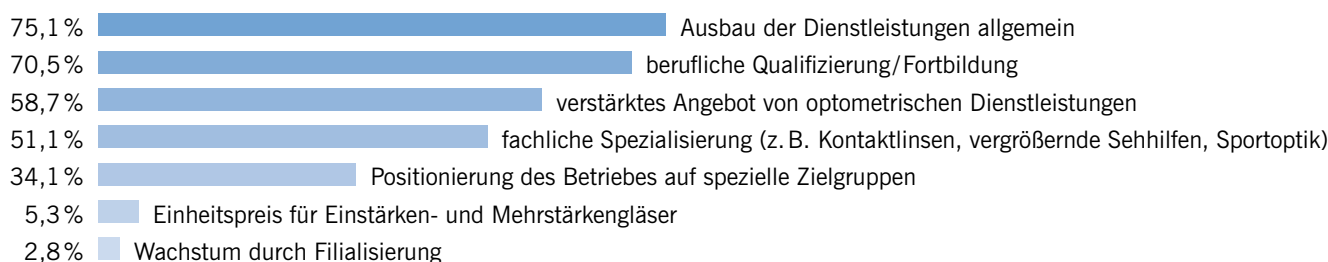 75,1 % Ausbau der Dienstleistungen allgemein
70,5 % berufliche Qualifizierung/Fortbildung
58,7 % verstärktes Angebot von optometrischen Dienstleistungen
51,1 % fachliche Spezialisierung (z. B. Kontaktlinsen, vergrößernde Sehhilfen, Sportoptik)
34,1 % Positionierung des Betriebes auf spezielle Zielgruppen
5,3 % Einheitspreis für Einstärken- und Mehrstärkengläser
2,8 % Wachstum durch Filialisierung